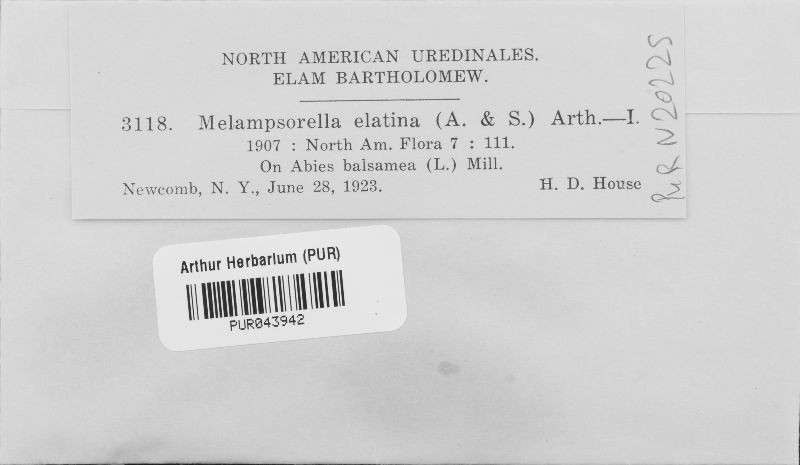 NORTH AMERICAN UREDINALES.
ELAM BARTHOLOMEW.
3118. Melampsorella elatina (A. & S.) Arth.—I.
1907 : North Am. Flora 7 : 111.
On Abies balsamea (L.) Mill.
Newcomb, N. Y., June 28, 1923. H. D. House
PUR N20225
Arthur Herbarium (PUR)
PUR043942